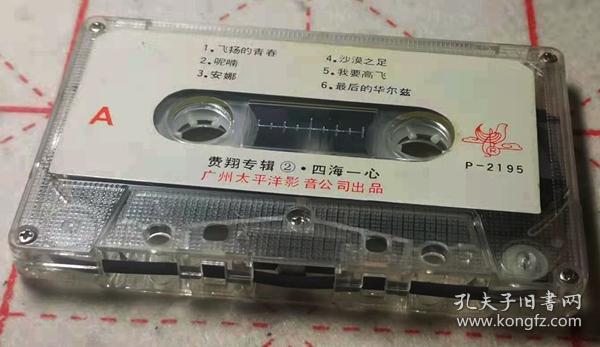 1. 飞扬的青春
2. 呢喃
3. 安娜
4. 沙漠之足
5. 我要高飞
6. 最后的华尔兹
A
费翔专辑②·四海一心
广州太平洋影音公司出品
P-2195
孔夫子旧书网
www.kongfz.com